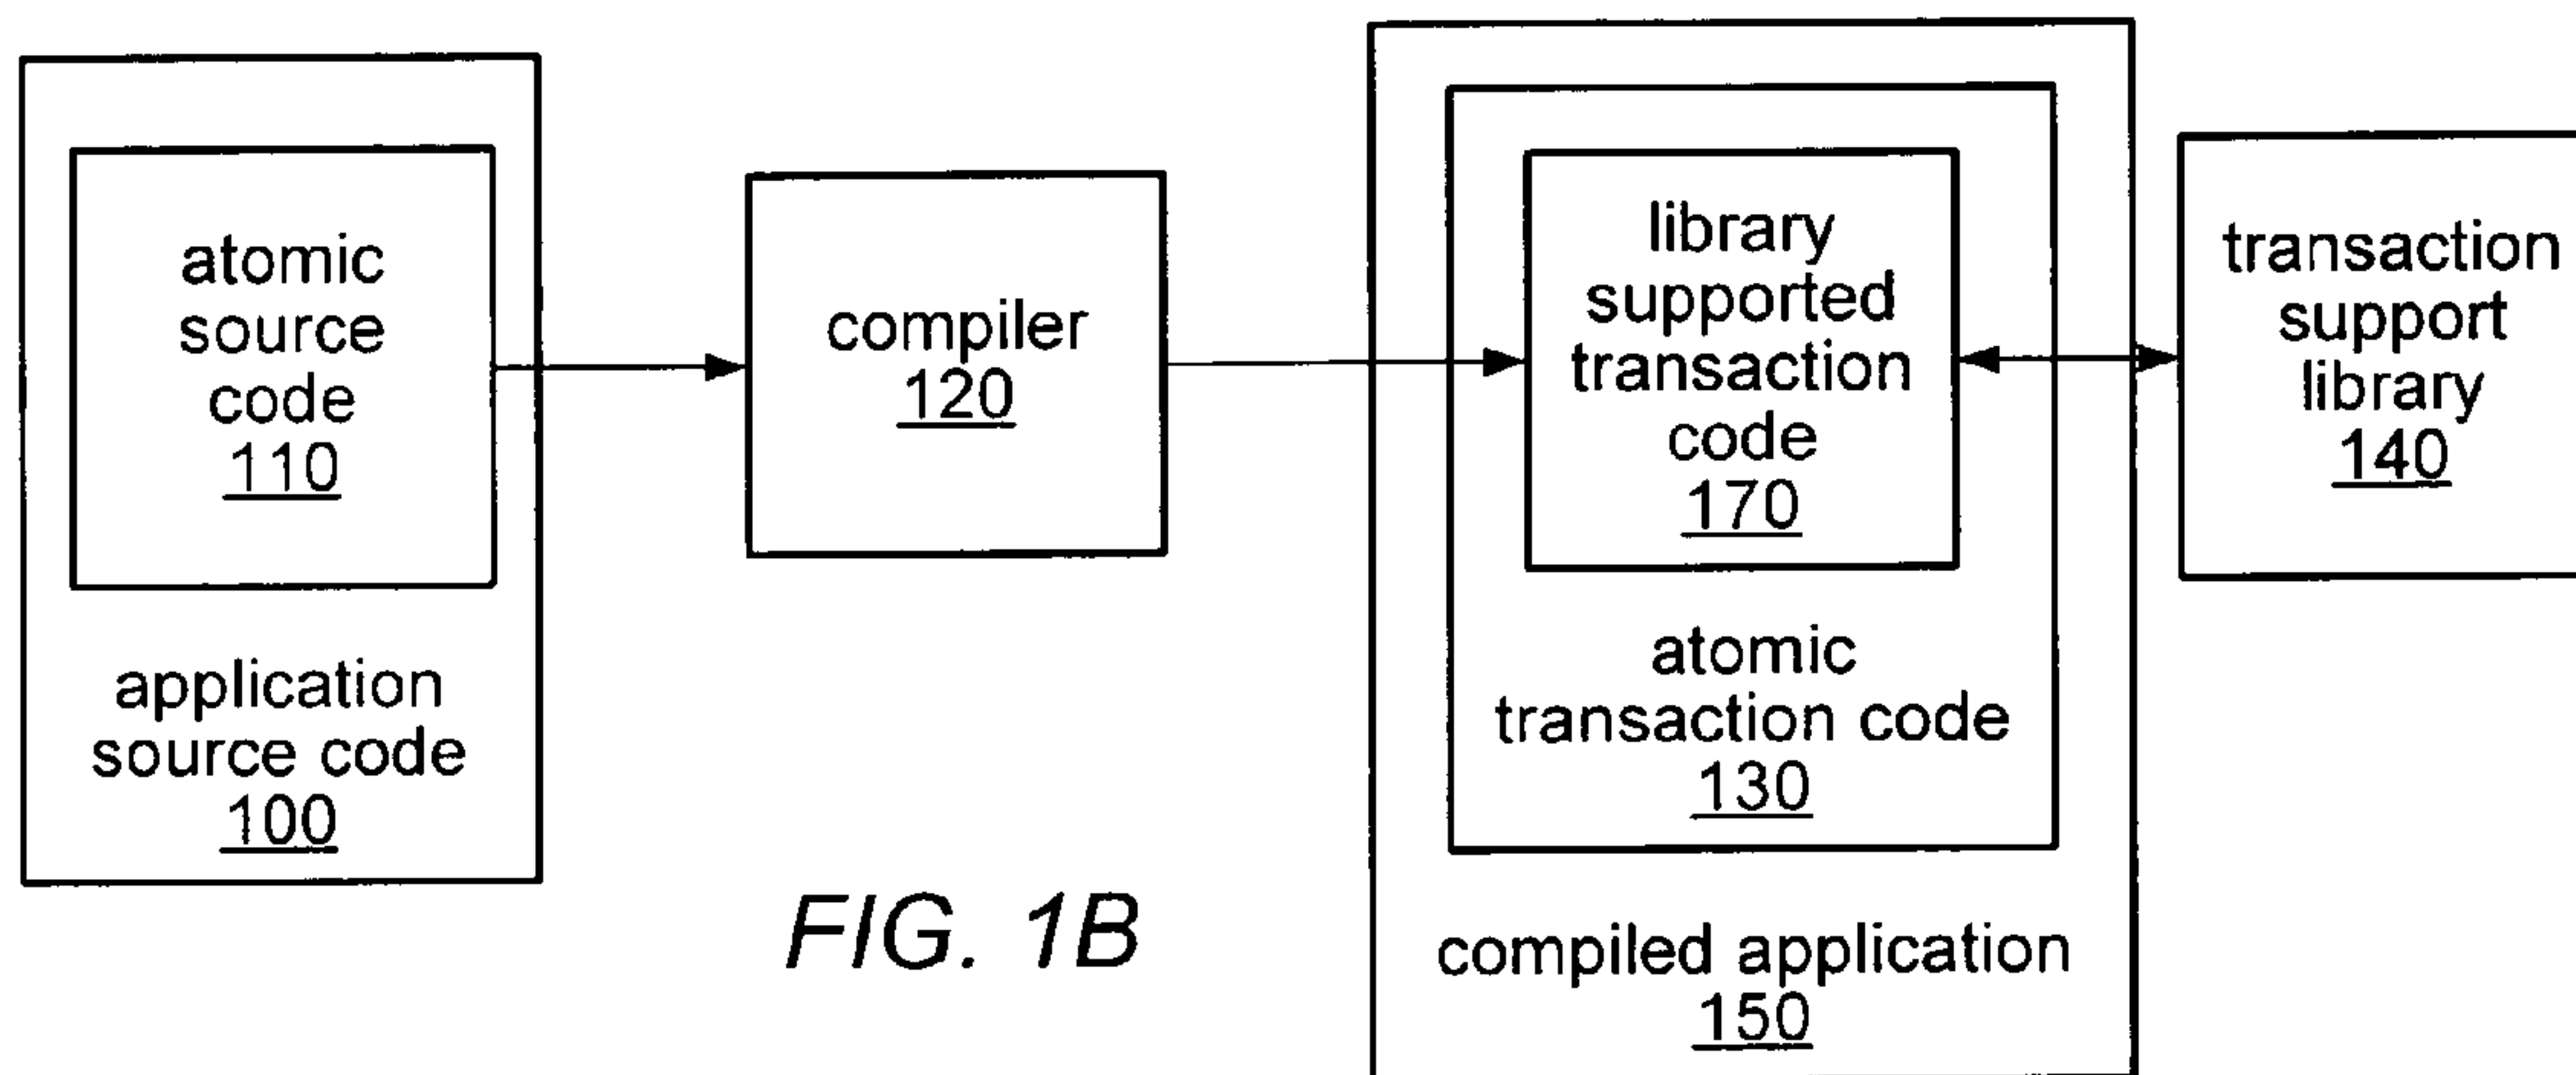 atomic
source
code
110
application
source code
100
compiler
120
FIG. 1B
library
supported
transaction
code
170
atomic
transaction code
130
compiled application
150
transaction
support
library
140